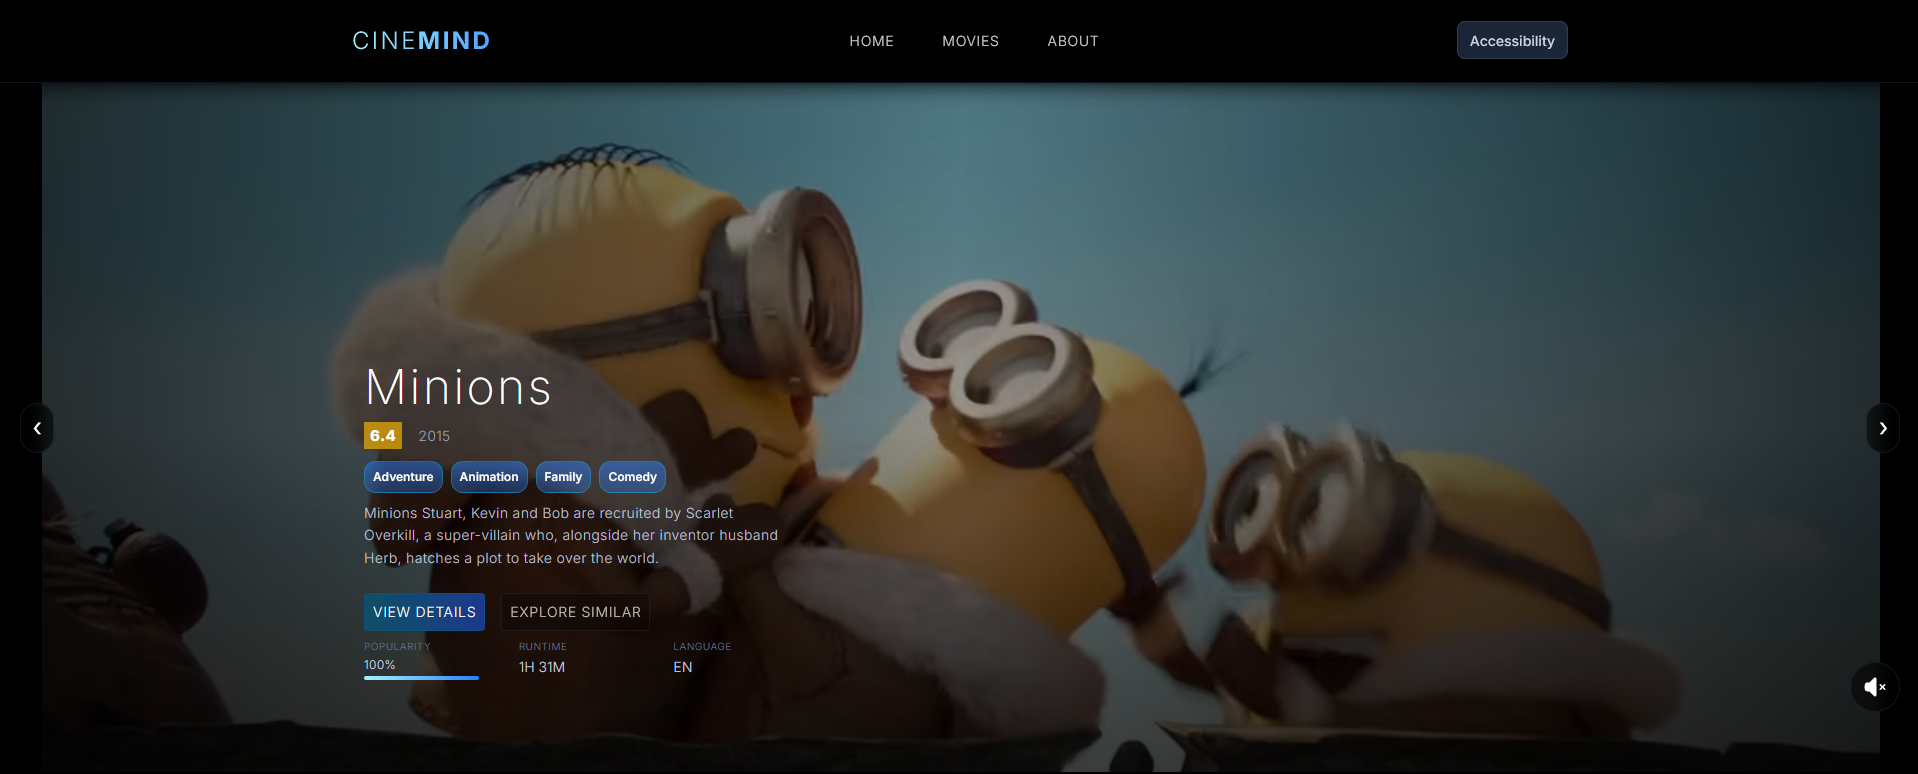 CINEMIND
HOME MOVIES ABOUT
Accessibility
Minions
6.4 2015
Adventure Animation Family Comedy
Minions Stuart, Kevin and Bob are recruited by Scarlet
Overkill, a super-villain who, alongside her inventor husband
Herb, hatches a plot to take over the world.
VIEW DETAILS EXPLORE SIMILAR
POPULARITY RUNTIME LANGUAGE
100% 1H 31M EN